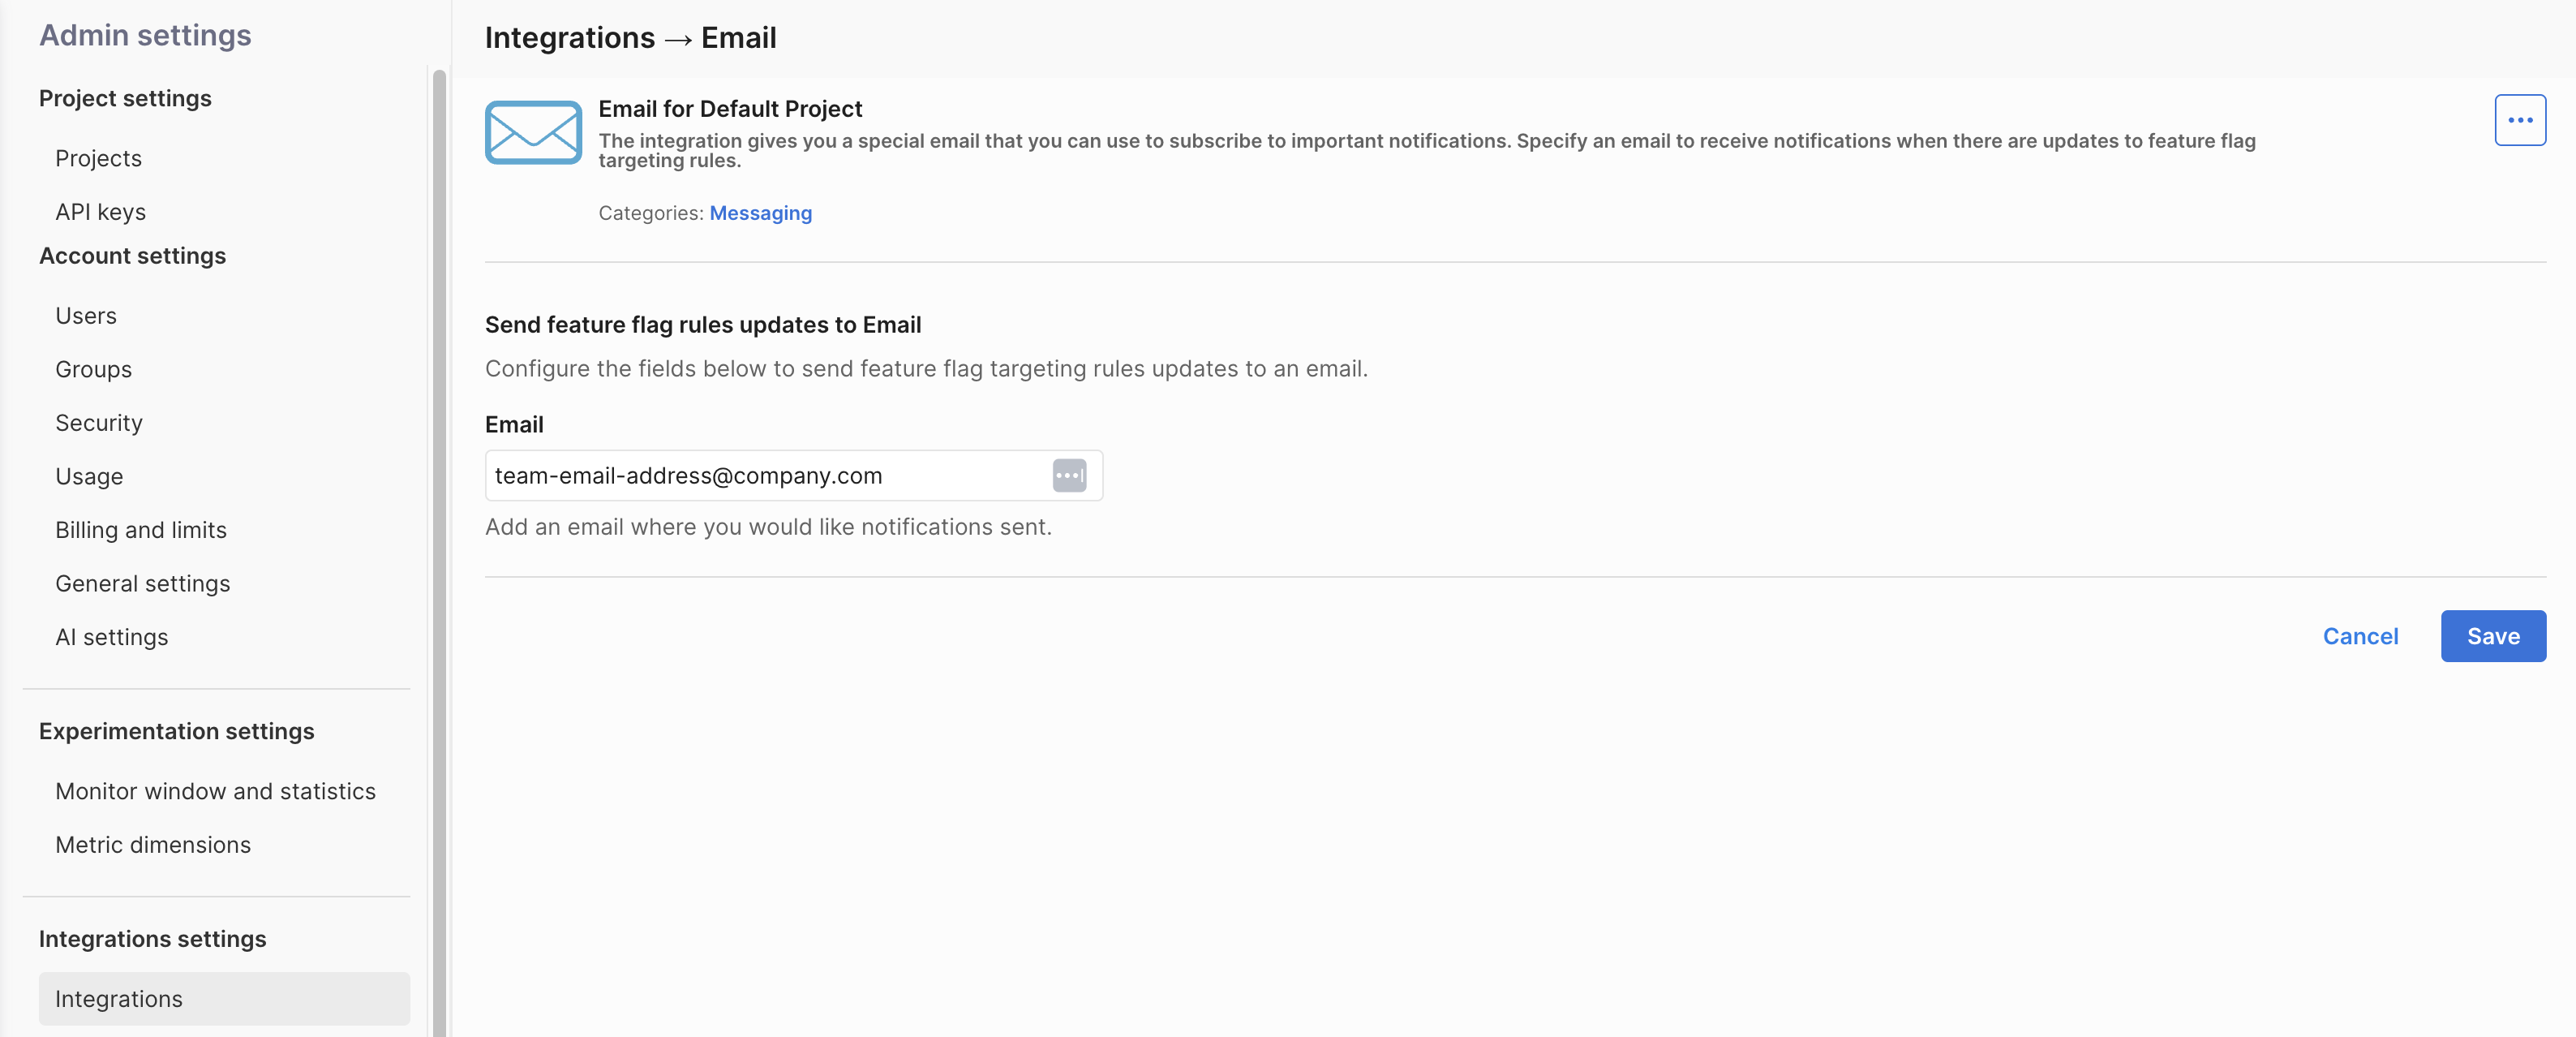 Admin settings
Project settings
Projects
API keys
Account settings
Users
Groups
Security
Usage
Billing and limits
General settings
AI settings
Experimentation settings
Monitor window and statistics
Metric dimensions
Integrations settings
Integrations
Integrations → Email
Email for Default Project
The integration gives you a special email that you can use to subscribe to important notifications. Specify an email to receive notifications when there are updates to feature flag
targeting rules.
Categories: Messaging
Send feature flag rules updates to Email
Configure the fields below to send feature flag targeting rules updates to an email.
Email
team-email-address@company.com
Add an email where you would like notifications sent.
Cancel
Save